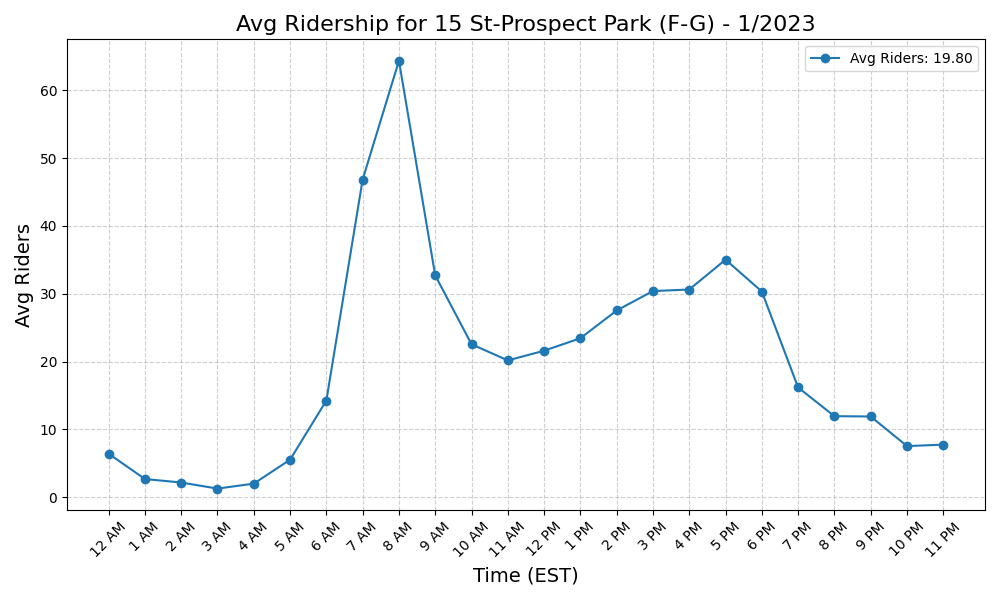 Avg Ridership for 15 St-Prospect Park (F-G) - 1/2023
Avg Riders: 19.80
Avg Riders
60
50
40
30
20
10
0
12 AM
1 AM
2 AM
3 AM
4 AM
5 AM
6 AM
7 AM
8 AM
9 AM
10 AM
11 AM
12 PM
1 PM
2 PM
3 PM
4 PM
5 PM
6 PM
7 PM
8 PM
9 PM
10 PM
11 PM
Time (EST)